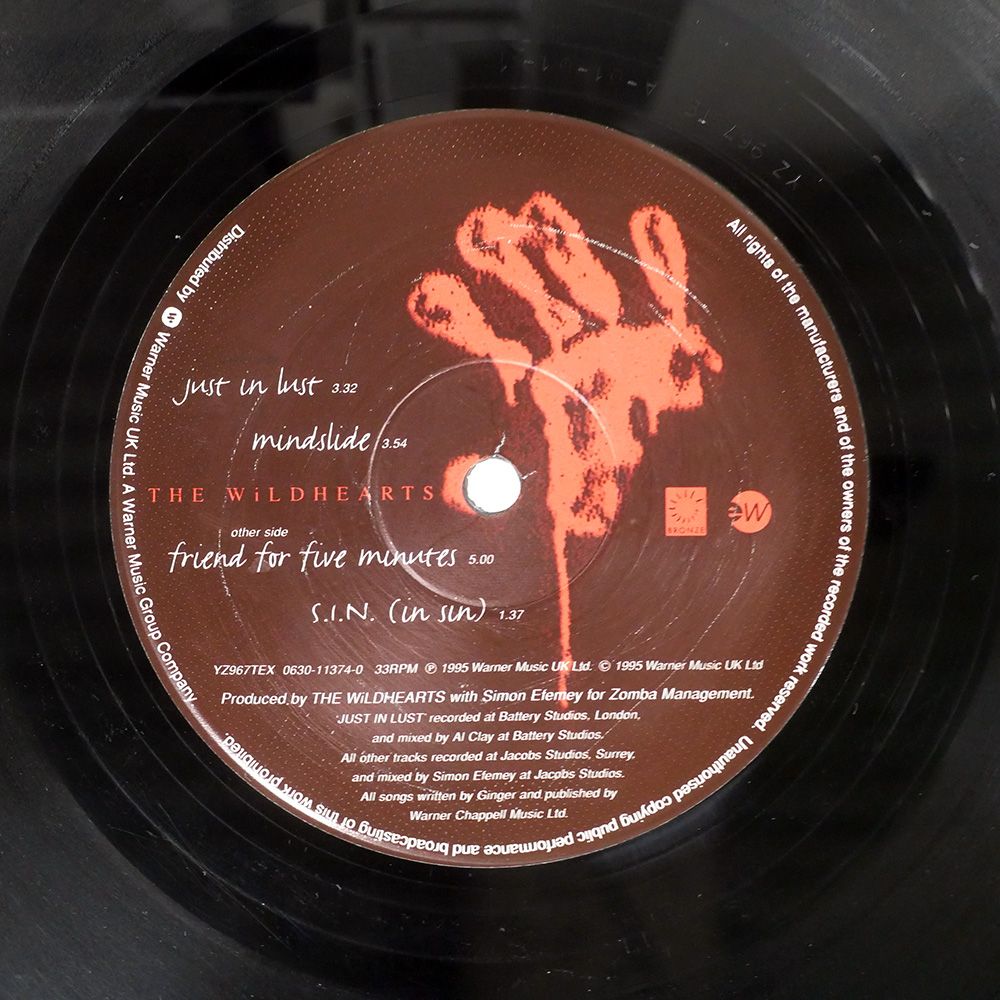 just in lust 3.32
mindslide 3.54
THE WiLDHEARTS
other side
friend for five minutes 5.00
S.I.N. (in sin) 1.37
BRONZE
eW
YZ967TEX 0630-11374-0 33RPM ℗ 1995 Warner Music UK Ltd. © 1995 Warner Music UK Ltd
Produced by THE WiLDHEARTS with Simon Efemey for Zomba Management.
'JUST IN LUST' recorded at Battery Studios, London,
and mixed by Al Clay at Battery Studios.
All other tracks recorded at Jacobs Studios, Surrey,
and mixed by Simon Efemey at Jacobs Studios.
All songs written by Ginger and published by
Warner Chappell Music Ltd.
All rights of the manufacturers and of the owners of the recorded work reserved. Unauthorised copying public performance and broadcasting of this work prohibited.
Distributed by Warner Music UK Ltd. A Warner Music Group Company.